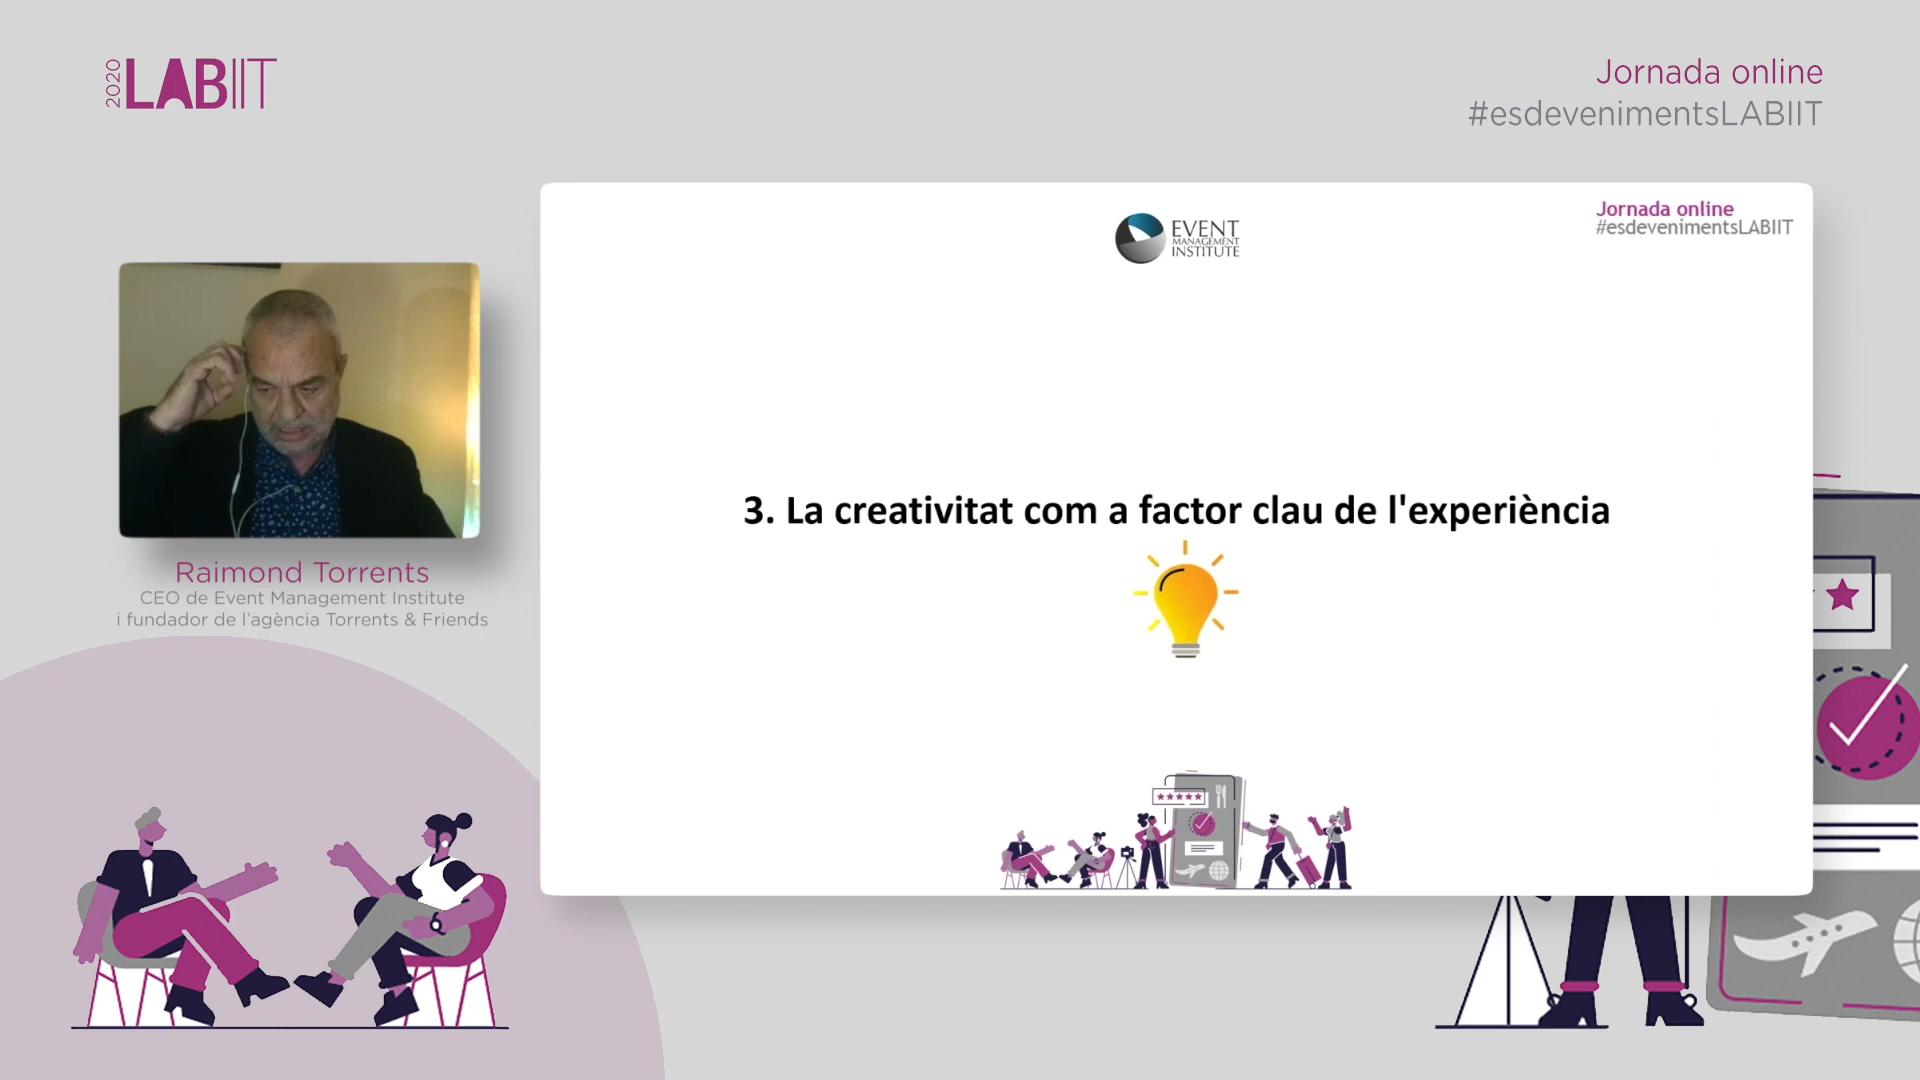 2020 LABIIT
Jornada online
#esdevenimentsLABIIT
Raimond Torrents
CEO de Event Management Institute
i fundador de l'agència Torrents & Friends
EVENT
MANAGEMENT
INSTITUTE
Jornada online
#esdevenimentsLABIIT
3. La creativitat com a factor clau de l'experiència